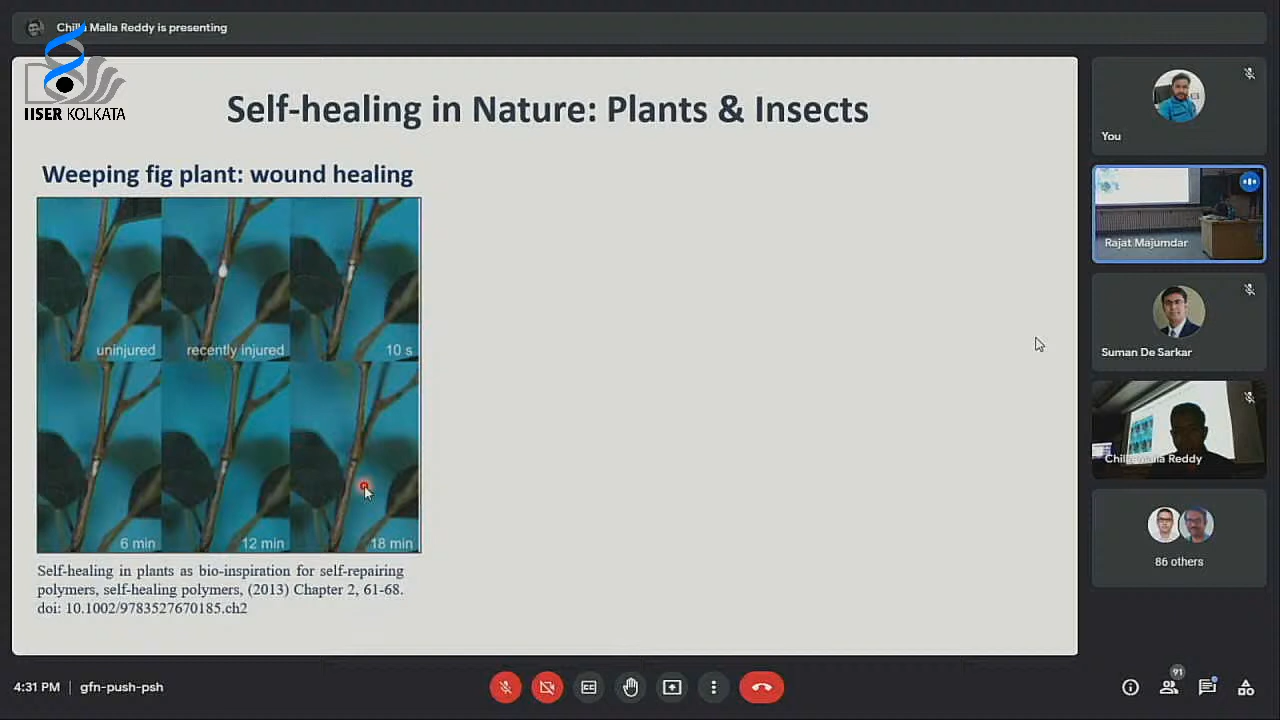 Chilla Malla Reddy is presenting
IISER KOLKATA
Self-healing in Nature: Plants & Insects
Weeping fig plant: wound healing
uninjured
recently injured
10 s
6 min
12 min
18 min
Self-healing in plants as bio-inspiration for self-repairing
polymers, self-healing polymers, (2013) Chapter 2, 61-68.
doi: 10.1002/9783527670185.ch2
You
Rajat Majumdar
Suman De Sarkar
Chilla Malla Reddy
86 others
4:31 PM | gfn-push-psh
91